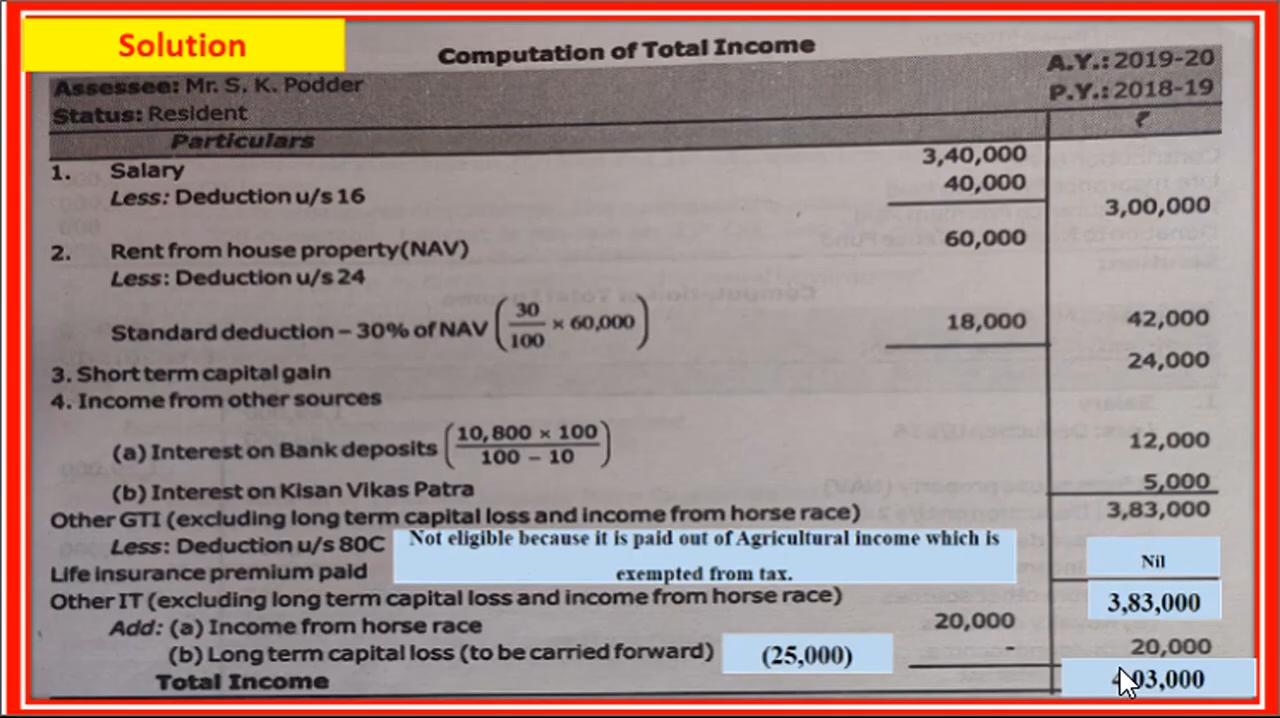 Solution
Computation of Total Income
Assessee: Mr. S. K. Podder A.Y.: 2019-20
Status: Resident P.Y.: 2018-19
Particulars ₹
1. Salary 3,40,000
Less: Deduction u/s 16 40,000 3,00,000
2. Rent from house property(NAV) 60,000
Less: Deduction u/s 24
Standard deduction – 30% of NAV (30/100 × 60,000) 18,000 42,000
3. Short term capital gain 24,000
4. Income from other sources
(a) Interest on Bank deposits (10,800 × 100 / 100 – 10) 12,000
(b) Interest on Kisan Vikas Patra 5,000
Other GTI (excluding long term capital loss and income from horse race) 3,83,000
Less: Deduction u/s 80C Not eligible because it is paid out of Agricultural income which is
Life insurance premium paid exempted from tax. Nil
Other IT (excluding long term capital loss and income from horse race) 3,83,000
Add: (a) Income from horse race 20,000
(b) Long term capital loss (to be carried forward) (25,000) - 20,000
Total Income 4,03,000